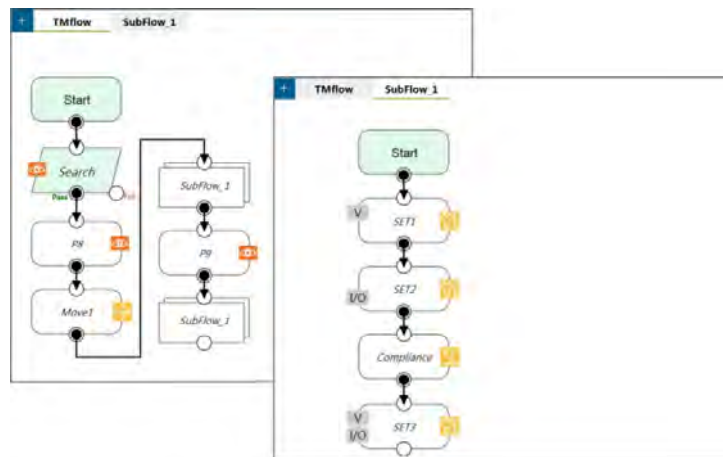 + TMflow SubFlow_1
Start
Search
Pass
Fail
P8
Move1
SubFlow_1
P9
SubFlow_1
+ TMflow SubFlow_1
Start
V
SET1
SET2
I/O
Compliance
V
SET3
I/O